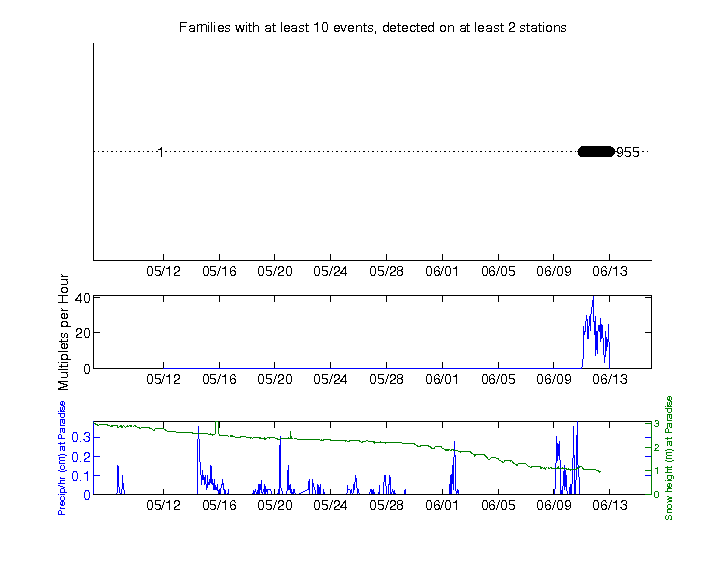 Families with at least 10 events, detected on at least 2 stations
1
955
05/12 05/16 05/20 05/24 05/28 06/01 06/05 06/09 06/13
Multiplets per Hour
40
20
0
05/12 05/16 05/20 05/24 05/28 06/01 06/05 06/09 06/13
Precip/hr (cm) at Paradise
0.3
0.2
0.1
0
3
2
1
0
Snow height (m) at Paradise
05/12 05/16 05/20 05/24 05/28 06/01 06/05 06/09 06/13